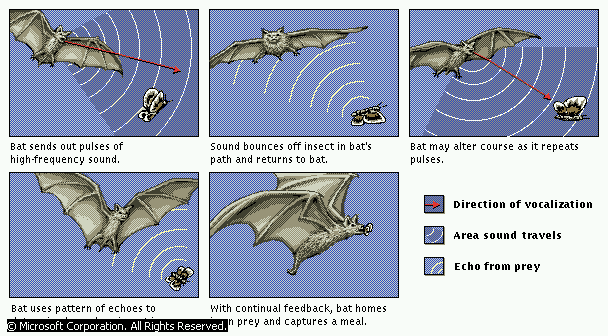 Bat sends out pulses of
high-frequency sound.
Sound bounces off insect in bat's
path and returns to bat.
Bat may alter course as it repeats
pulses.
Bat uses pattern of echoes to
With continual feedback, bat homes
in on prey and captures a meal.
Direction of vocalization
Area sound travels
Echo from prey
© Microsoft Corporation. All Rights Reserved.